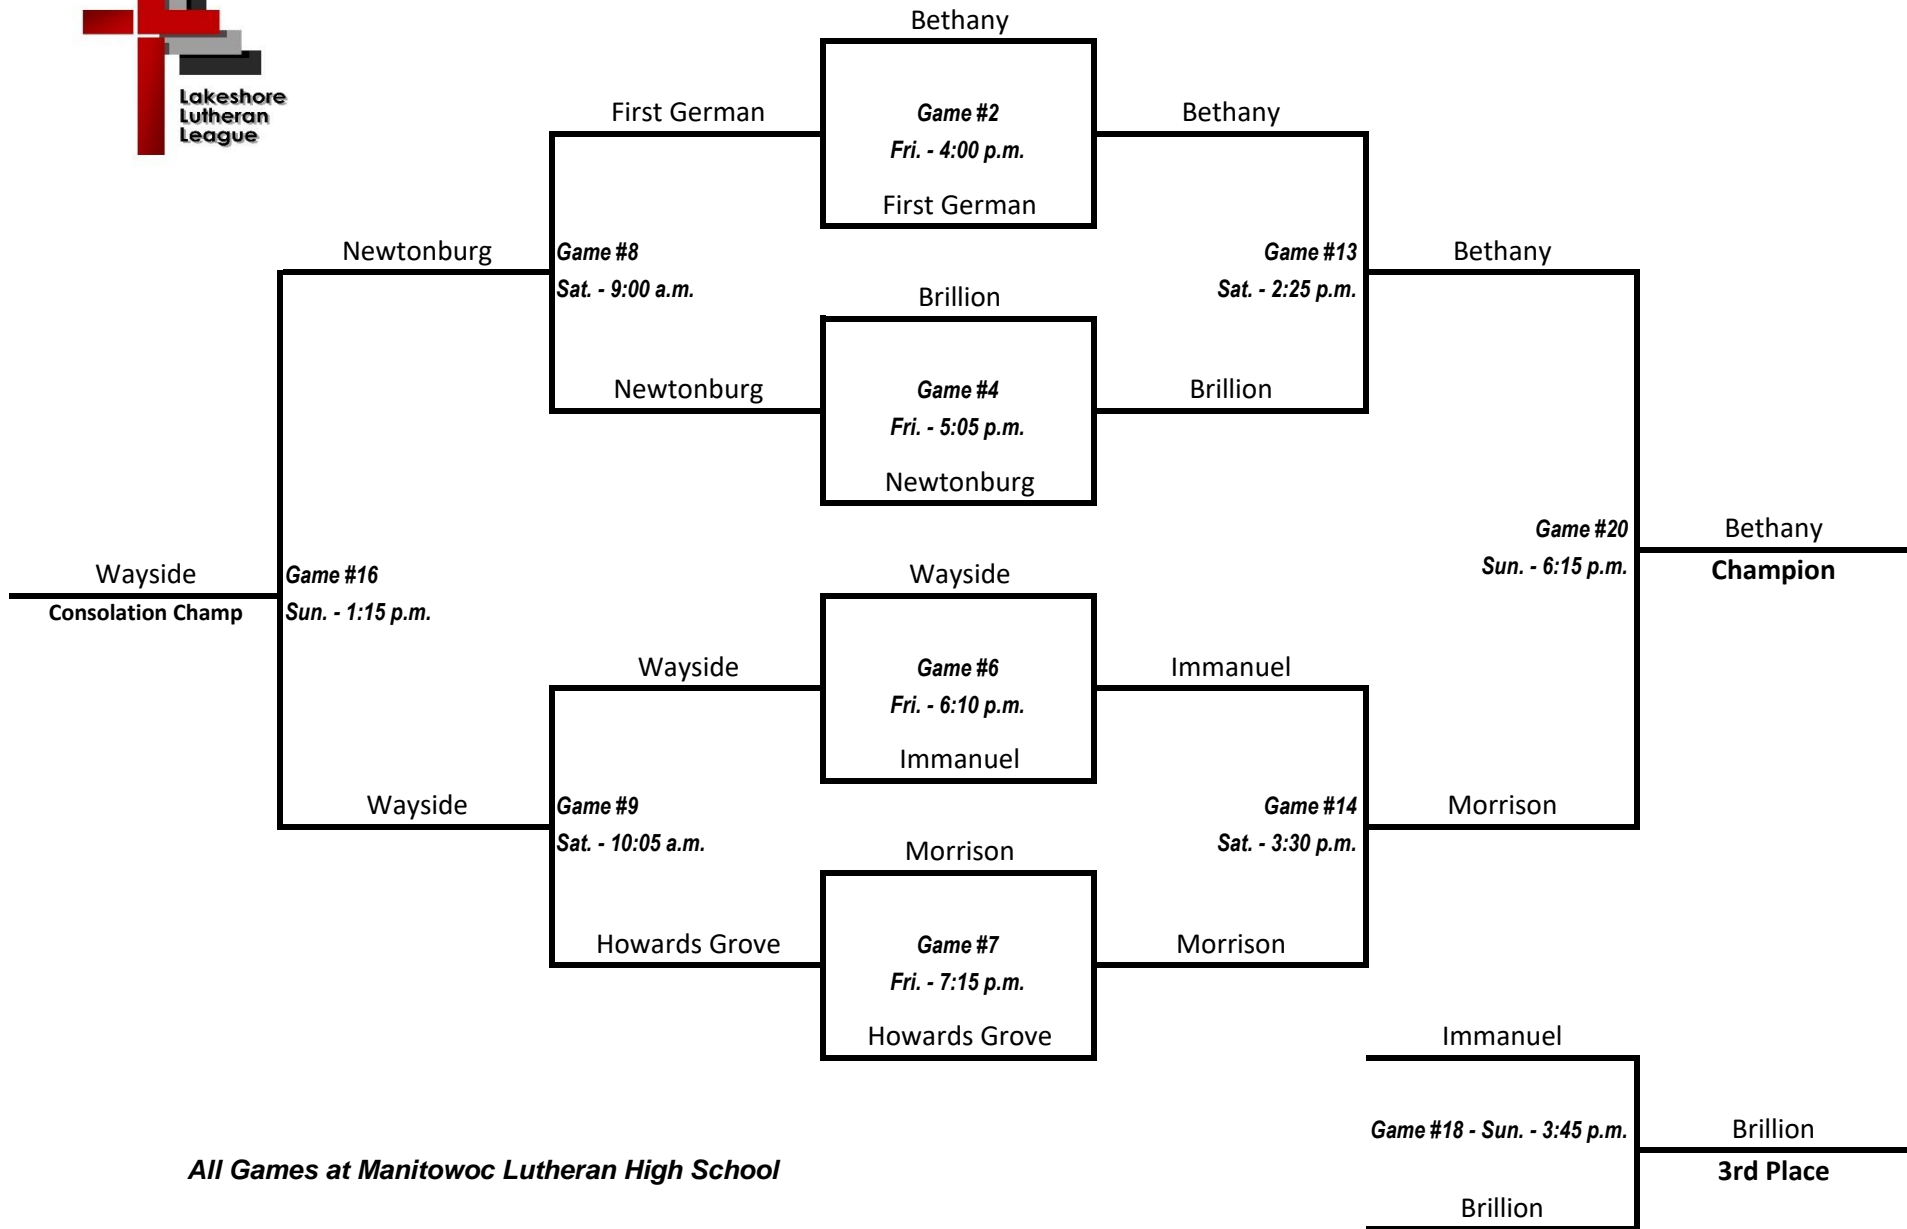 Bethany
Lakeshore
Lutheran
League
First German
Game #2
Bethany
Fri. - 4:00 p.m.
First German
Newtonburg
Game #8
Game #13
Bethany
Sat. - 9:00 a.m.
Brillion
Sat. - 2:25 p.m.
Newtonburg
Game #4
Brillion
Fri. - 5:05 p.m.
Newtonburg
Game #20
Bethany
Wayside
Game #16
Wayside
Sun. - 6:15 p.m.
Champion
Consolation Champ
Sun. - 1:15 p.m.
Wayside
Game #6
Immanuel
Fri. - 6:10 p.m.
Immanuel
Wayside
Game #9
Game #14
Morrison
Sat. - 10:05 a.m.
Morrison
Sat. - 3:30 p.m.
Howards Grove
Game #7
Morrison
Fri. - 7:15 p.m.
Howards Grove
Immanuel
Game #18 - Sun. - 3:45 p.m.
Brillion
All Games at Manitowoc Lutheran High School
3rd Place
Brillion